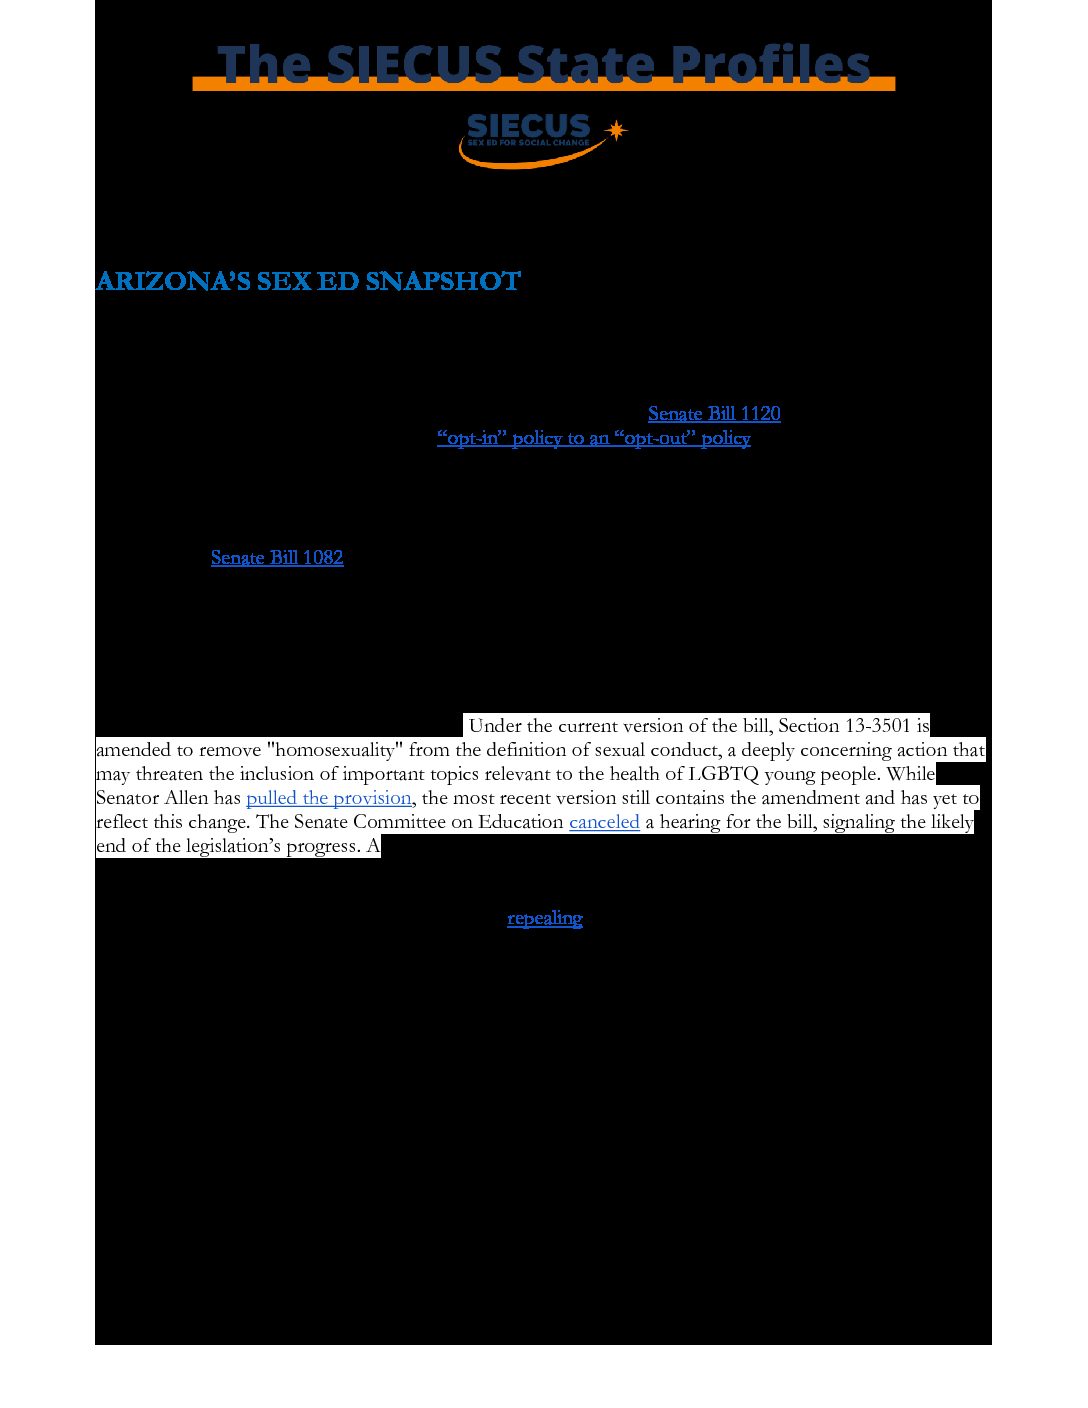 The SIECUS State Profiles
SIECUS
SEX ED FOR SOCIAL CHANGE
ARIZONA’S SEX ED SNAPSHOT
Senate Bill 1120
“opt-in” policy to an “opt-out” policy
Senate Bill 1082
Under the current version of the bill, Section 13-3501 is
amended to remove "homosexuality" from the definition of sexual conduct, a deeply concerning action that
may threaten the inclusion of important topics relevant to the health of LGBTQ young people. While
Senator Allen has pulled the provision, the most recent version still contains the amendment and has yet to
reflect this change. The Senate Committee on Education canceled a hearing for the bill, signaling the likely
end of the legislation’s progress. A
repealing